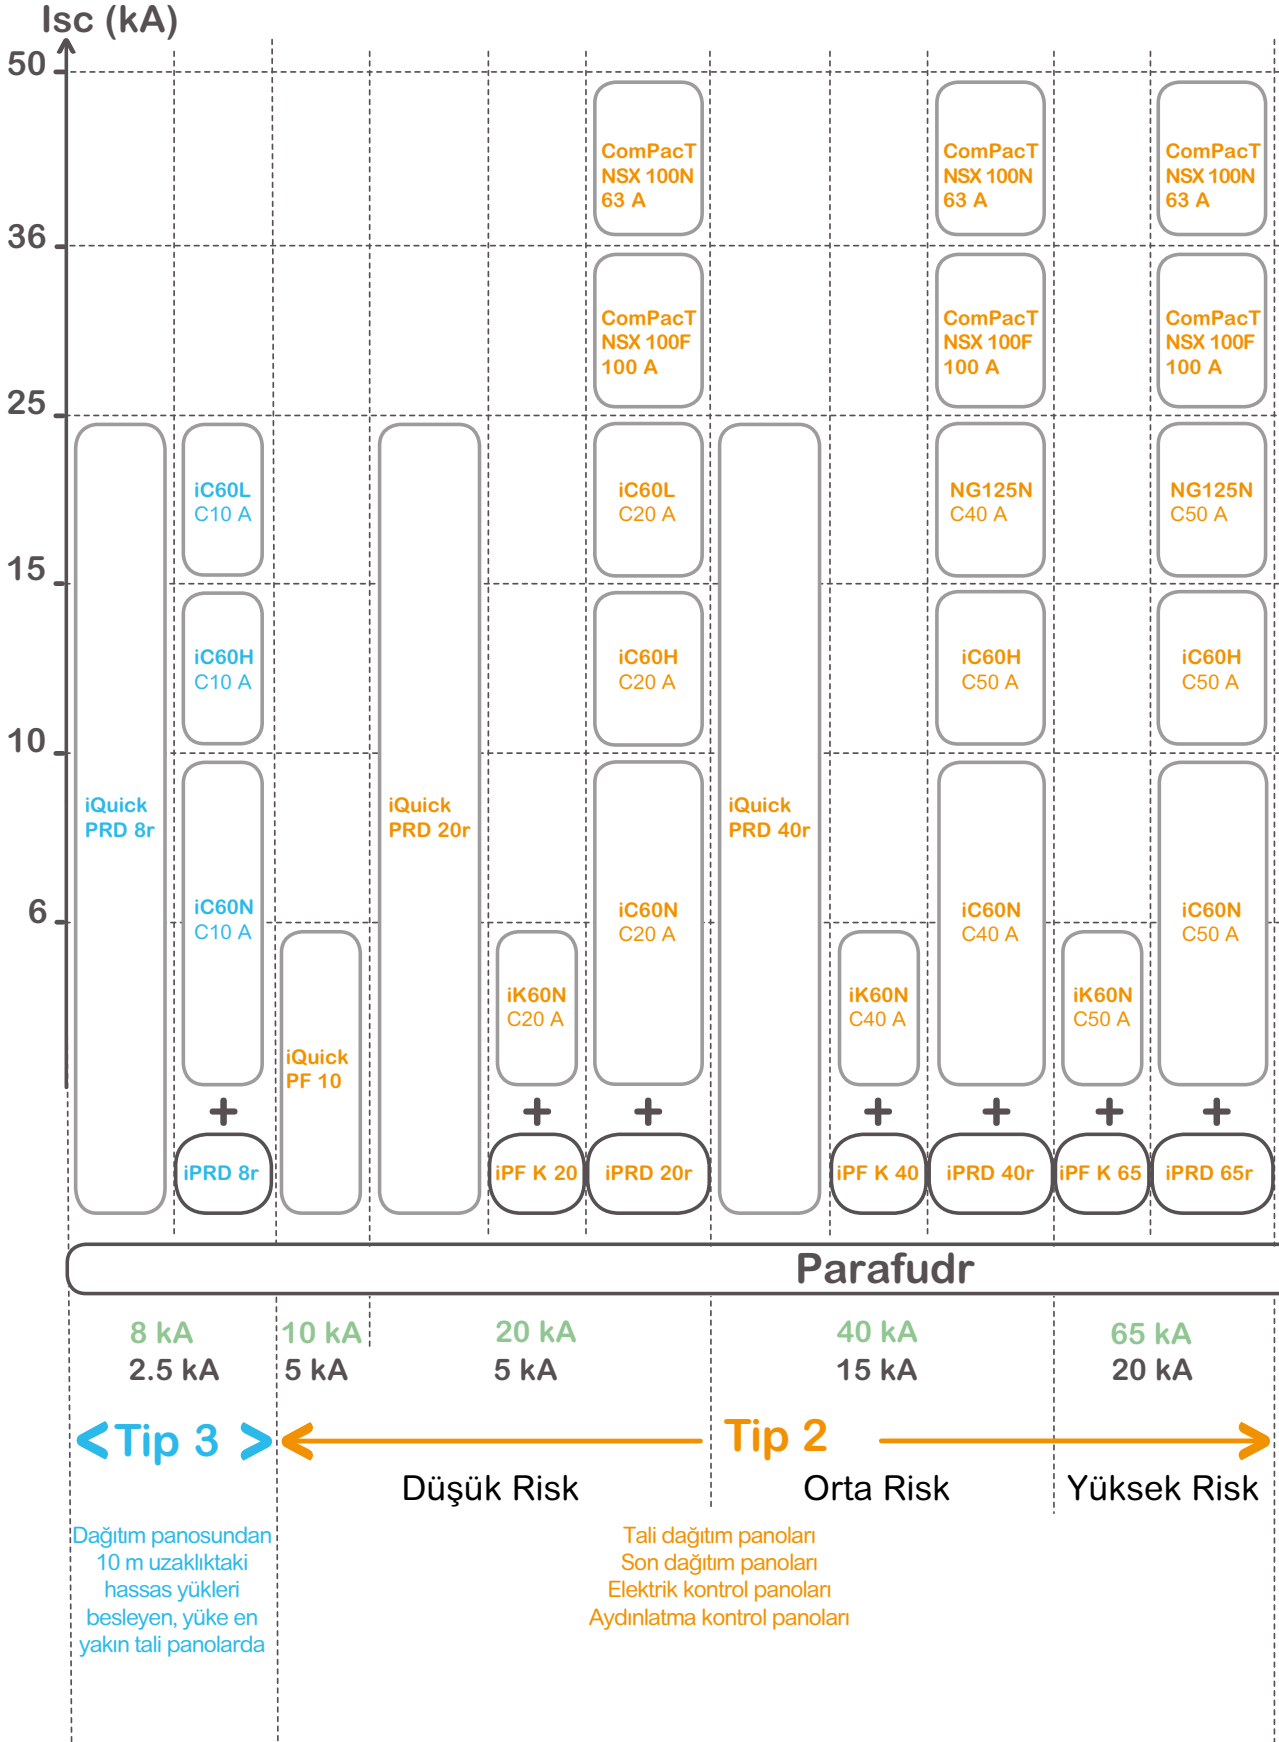 Isc (kA)
50
ComPacT
NSX 100N
63 A
ComPacT
NSX 100N
63 A
ComPacT
NSX 100N
63 A
36
ComPacT
NSX 100F
100 A
ComPacT
NSX 100F
100 A
ComPacT
NSX 100F
100 A
25
iC60L
C10 A
iC60L
C20 A
NG125N
C40 A
NG125N
C50 A
15
iC60H
C10 A
iC60H
C20 A
iC60H
C50 A
iC60H
C50 A
10
iQuick
PRD 8r
iQuick
PRD 20r
iQuick
PRD 40r
6
iC60N
C10 A
iC60N
C20 A
iC60N
C40 A
iC60N
C50 A
iK60N
C20 A
iK60N
C40 A
iK60N
C50 A
iQuick
PF 10
+ + + + + + +
iPRD 8r
iPF K 20
iPRD 20r
iPF K 40
iPRD 40r
iPF K 65
iPRD 65r
Parafudr
8 kA
2.5 kA
10 kA
5 kA
20 kA
5 kA
40 kA
15 kA
65 kA
20 kA
Tip 3
Tip 2
Düşük Risk
Orta Risk
Yüksek Risk
Dağıtım panosundan
10 m uzaklıktaki
hassas yükleri
besleyen, yüke en
yakın tali panolarda
Tali dağıtım panoları
Son dağıtım panoları
Elektrik kontrol panoları
Aydınlatma kontrol panoları